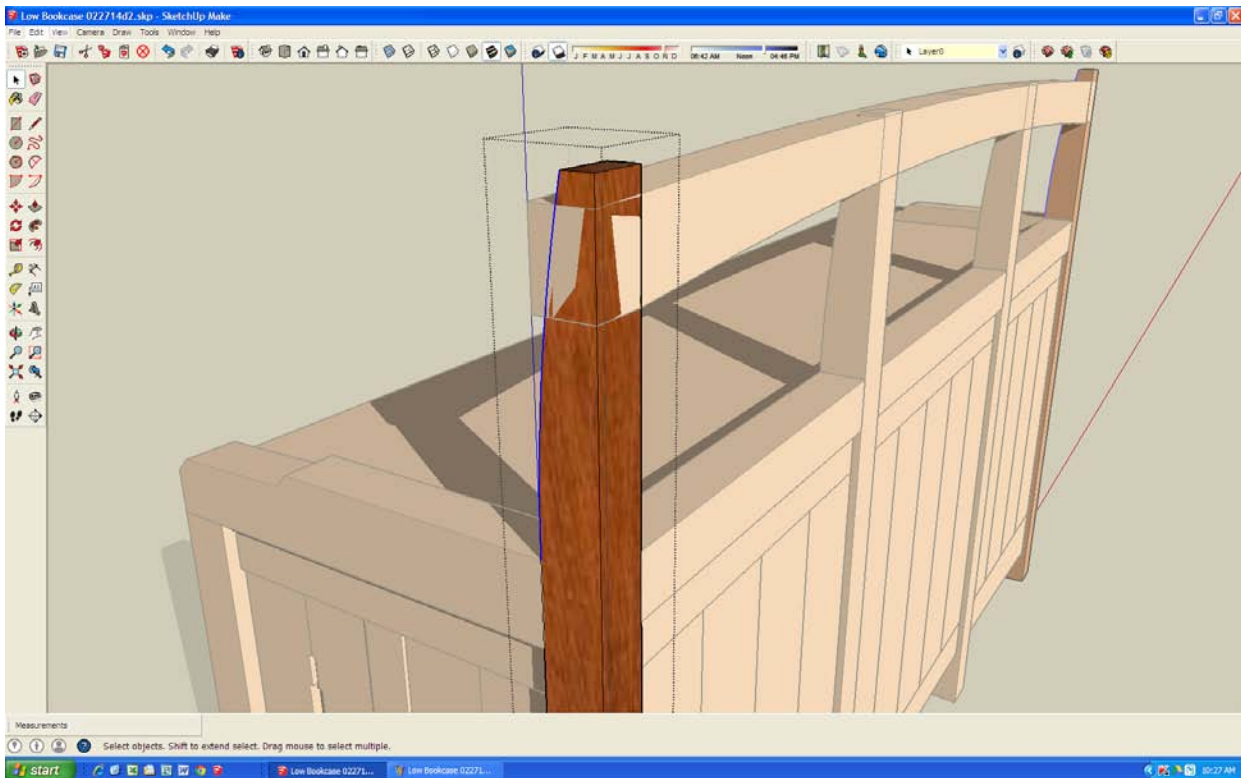 Low Bookcase 022714d2.skp - SketchUp Make
File Edit View Camera Draw Tools Window Help
J F M A M J J A S O N D 06:42 AM Noon 04:48 PM Layer0
Measurements
Select objects. Shift to extend select. Drag mouse to select multiple.
start Low Bookcase 02271... Low Bookcase 02271... 10:27 AM